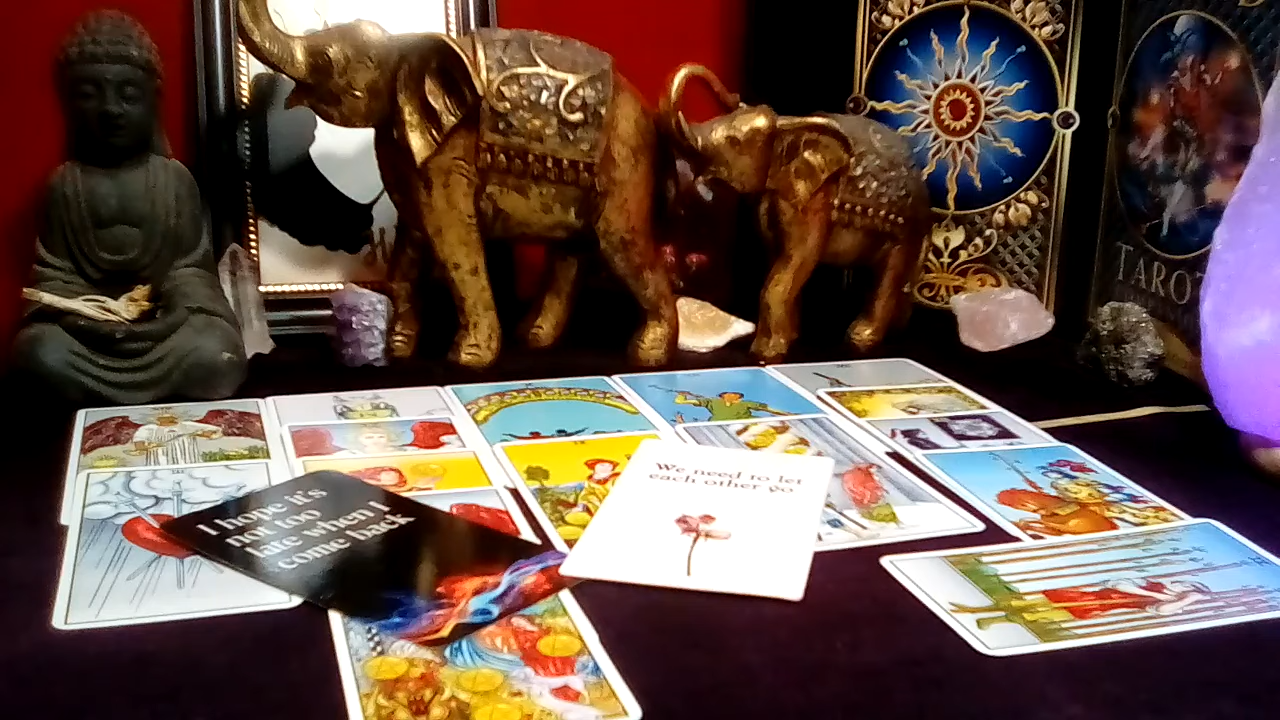 TAROT
I hope it's
not too
late when I
come back
We need to let
each other go